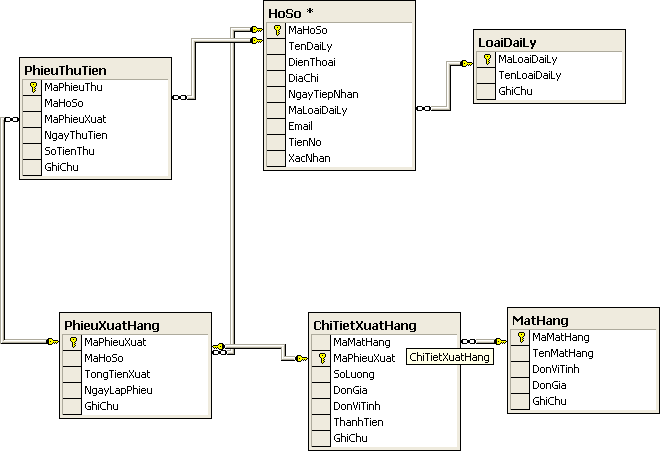 HoSo *
MaHoSo
TenDaiLy
DienThoai
DiaChi
NgayTiepNhan
MaLoaiDaiLy
Email
TienNo
XacNhan
LoaiDaiLy
MaLoaiDaiLy
TenLoaiDaiLy
GhiChu
PhieuThuTien
MaPhieuThu
MaHoSo
MaPhieuXuat
NgayThuTien
SoTienThu
GhiChu
PhieuXuatHang
MaPhieuXuat
MaHoSo
TongTienXuat
NgayLapPhieu
GhiChu
ChiTietXuatHang
MaMatHang
MaPhieuXuat
SoLuong
DonGia
DonViTinh
ThanhTien
GhiChu
ChiTietXuatHang
MatHang
MaMatHang
TenMatHang
DonViTinh
DonGia
GhiChu